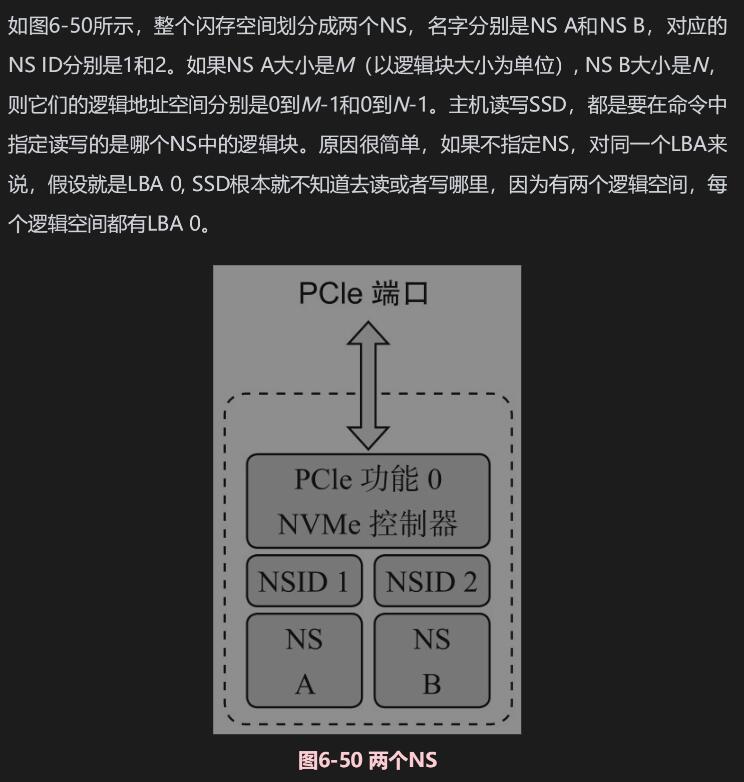 如图6-50所示，整个闪存空间划分成两个NS，名字分别是NS A和NS B，对应的
NS ID分别是1和2。如果NS A大小是M（以逻辑块大小为单位）, NS B大小是N，
则它们的逻辑地址空间分别是0到M-1和0到N-1。主机读写SSD，都是要在命令中
指定读写的是哪个NS中的逻辑块。原因很简单，如果不指定NS，对同一个LBA来
说，假设就是LBA 0, SSD根本就不知道去读或者写哪里，因为有两个逻辑空间，每
个逻辑空间都有LBA 0。
PCIe 端口
PCIe 功能 0
NVMe 控制器
NSID 1
NSID 2
NS
A
NS
B
图6-50 两个NS